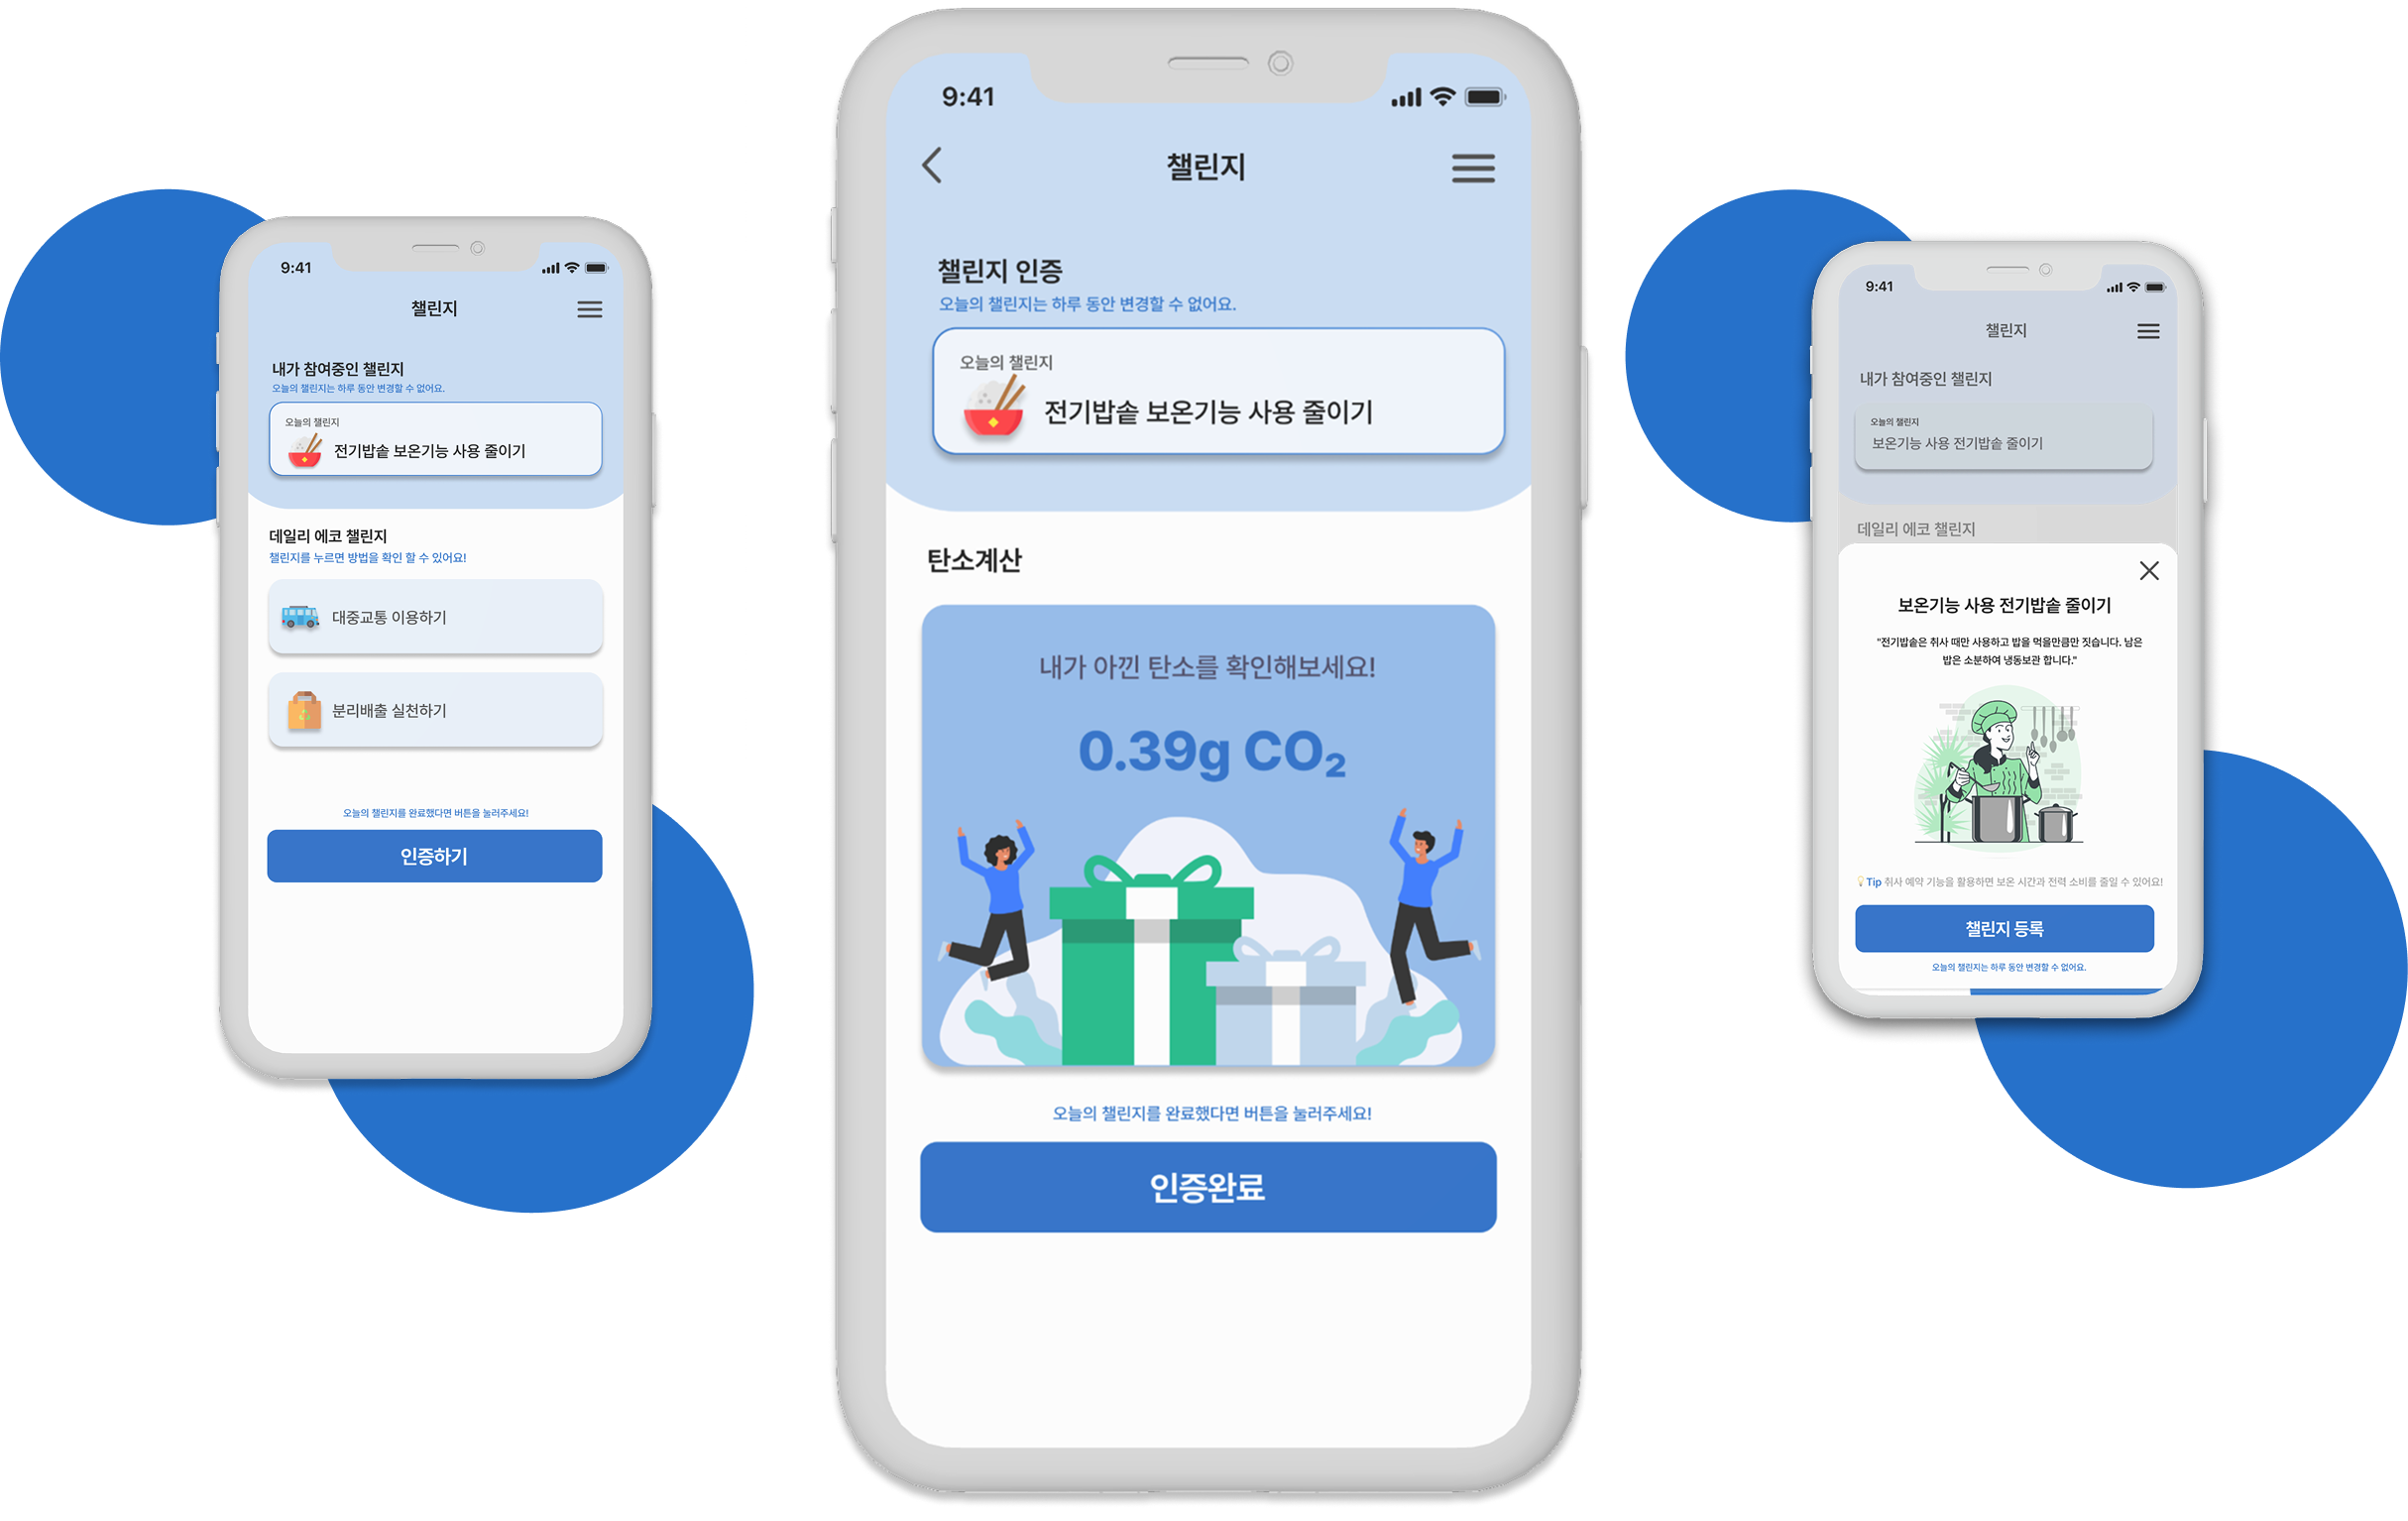 9:41
챌린지
내가 참여중인 챌린지
오늘의 챌린지는 하루 동안 변경할 수 없어요.
오늘의 챌린지
전기밥솥 보온기능 사용 줄이기
데일리 에코 챌린지
챌린지를 누르면 방법을 확인 할 수 있어요!
대중교통 이용하기
분리배출 실천하기
오늘의 챌린지를 완료했다면 버튼을 눌러주세요!
인증하기
9:41
챌린지
챌린지 인증
오늘의 챌린지는 하루 동안 변경할 수 없어요.
오늘의 챌린지
전기밥솥 보온기능 사용 줄이기
탄소계산
내가 아낀 탄소를 확인해보세요!
0.39g CO₂
오늘의 챌린지를 완료했다면 버튼을 눌러주세요!
인증완료
9:41
챌린지
내가 참여중인 챌린지
오늘의 챌린지
보온기능 사용 전기밥솥 줄이기
데일리 에코 챌린지
보온기능 사용 전기밥솥 줄이기
"전기밥솥은 취사 때만 사용하고 밥을 먹을만큼만 짓습니다. 남은
밥은 소분하여 냉동보관 합니다."
Tip 취사 예약 기능을 활용하면 보온 시간과 전력 소비를 줄일 수 있어요!
챌린지 등록
오늘의 챌린지는 하루 동안 변경할 수 없어요.